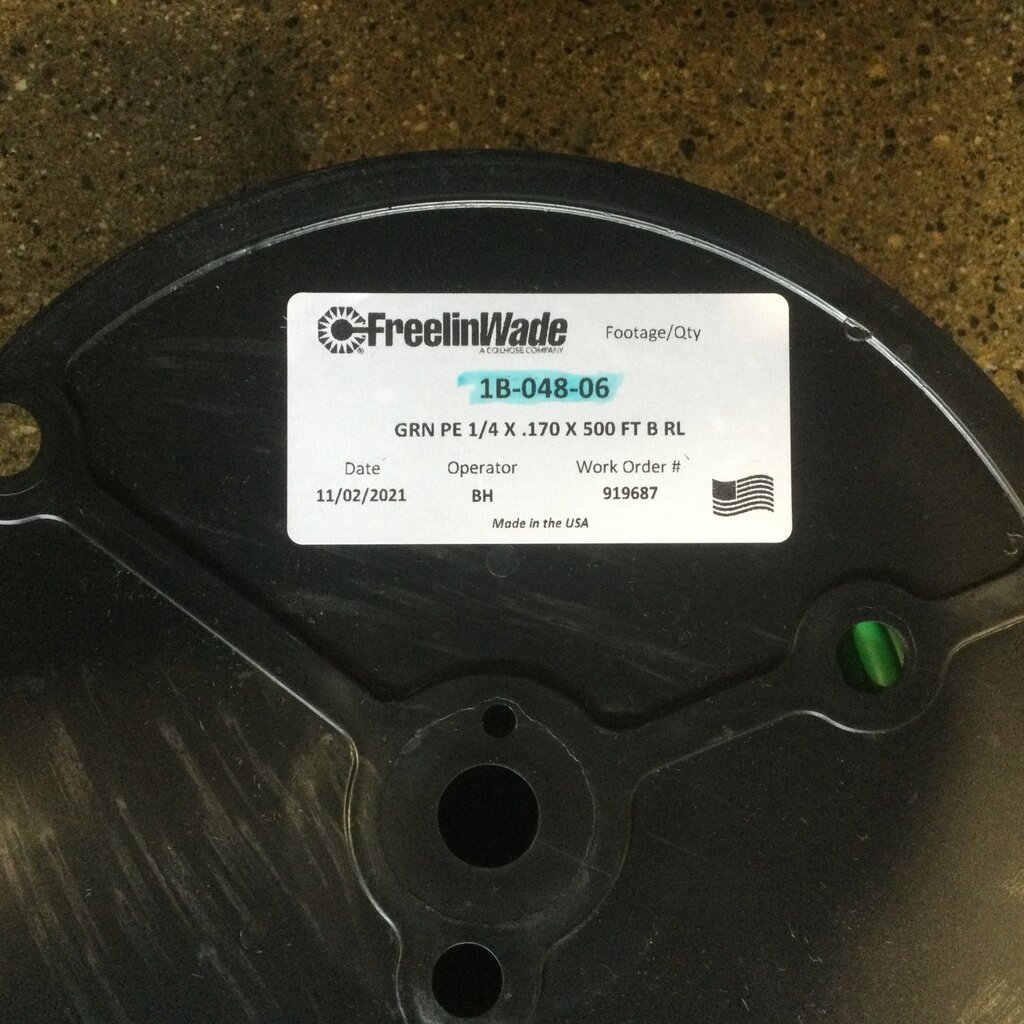 FreelinWade
A COILHOSE COMPANY
Footage/Qty
1B-048-06
GRN PE 1/4 X .170 X 500 FT B RL
Date Operator Work Order #
11/02/2021 BH 919687
Made in the USA